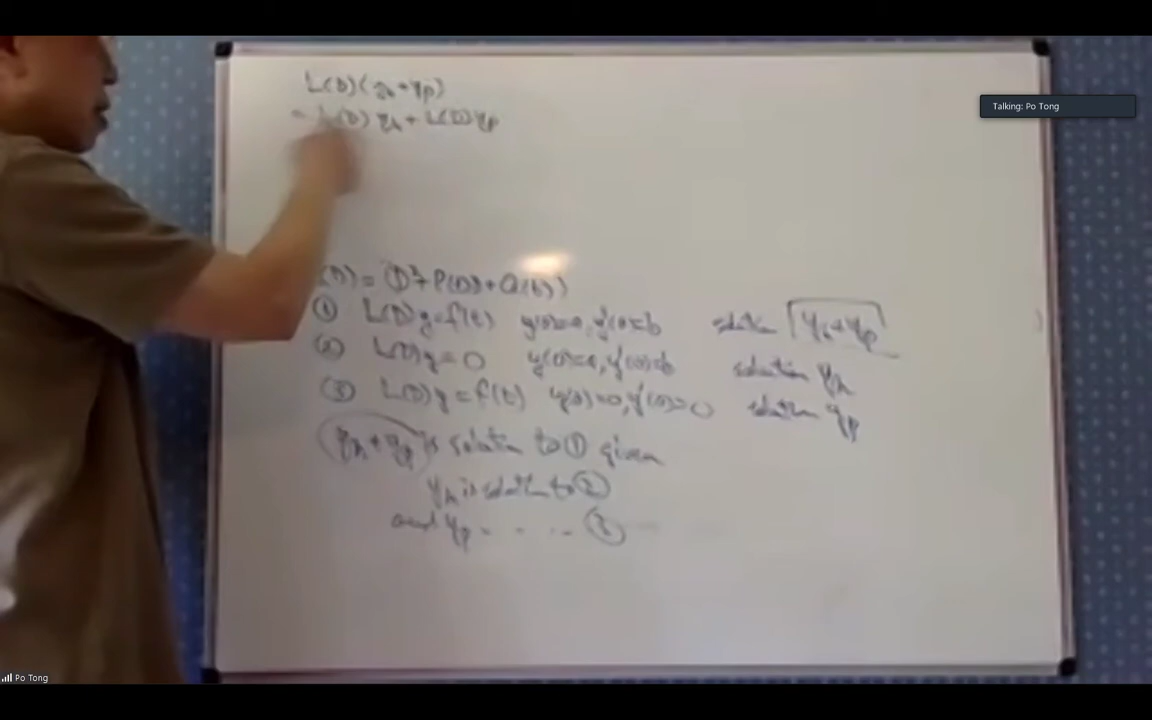 L(D)(yh+yp)
= L(D)yh + L(D)yp
Talking: Po Tong
(D) = D²+P(D)+Q(t))
① L(D)y=f(t) y(0)=a, y'(0)=b solution yh+yp
② L(D)y=0 y(0)=a, y'(0)=b solution yh
③ L(D)y=f(t) y(0)=0, y'(0)=0 solution yp
yh+yp is solution to ① given
yh is solution to ②
and yp - - .. - ③
Po Tong